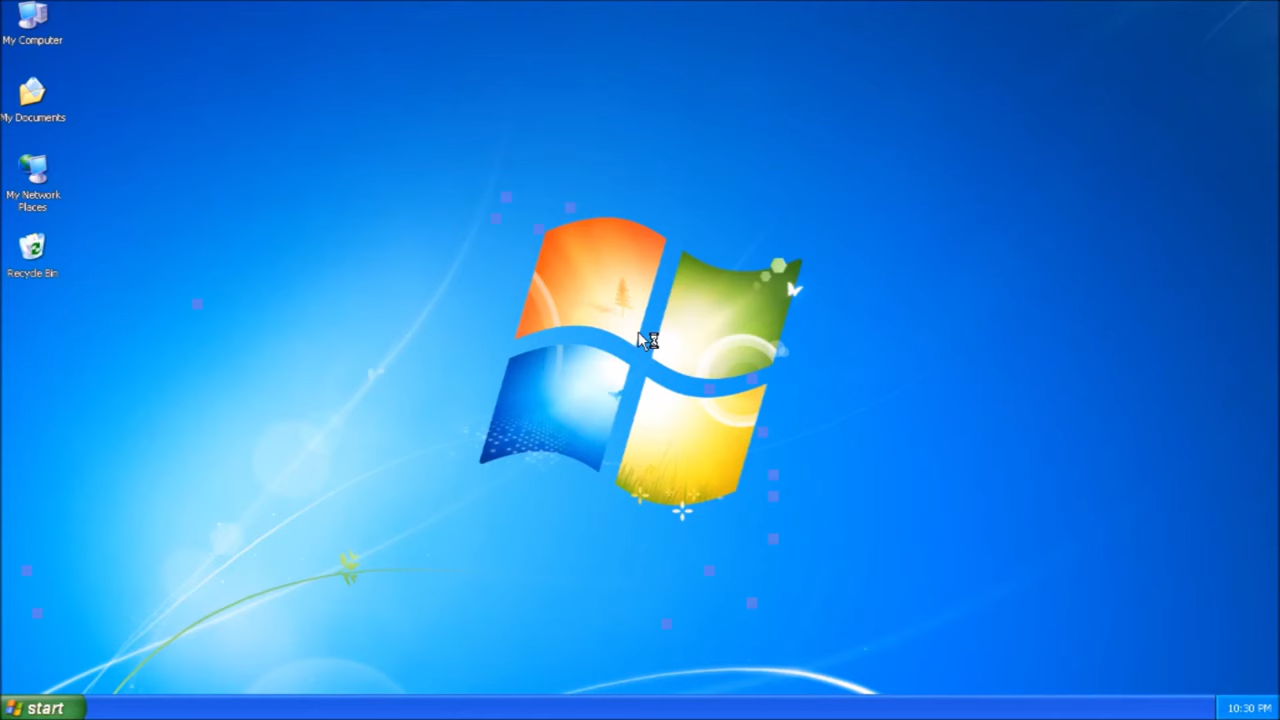 My Computer
My Documents
My Network
Places
Recycle Bin
start
10:30 PM